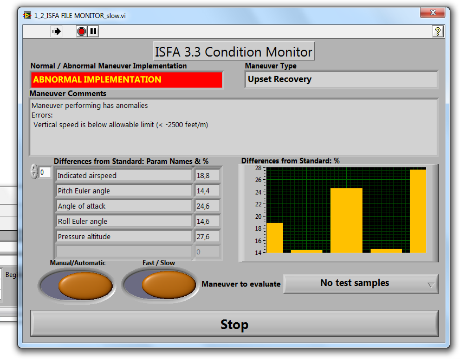 1_2_ISFA FILE MONITOR_slow.vi
ISFA 3.3 Condition Monitor
Normal / Abnormal Maneuver Implementation
Maneuver Type
ABNORMAL IMPLEMENTATION
Upset Recovery
Maneuver Comments
Maneuver performing has anomalies
Errors:
Vertical speed is below allowable limit (< -2500 feet/m)
Differences from Standard: Param Names & %
Differences from Standard: %
0
Indicated airspeed 18,8
Pitch Euler angle 14,4
Angle of attack 24,6
Roll Euler angle 14,6
Pressure altitude 27,6
0
28
26
24
22
20
18
16
14
Manual/Automatic
Fast / Slow
Maneuver to evaluate
No test samples
Stop
Begin